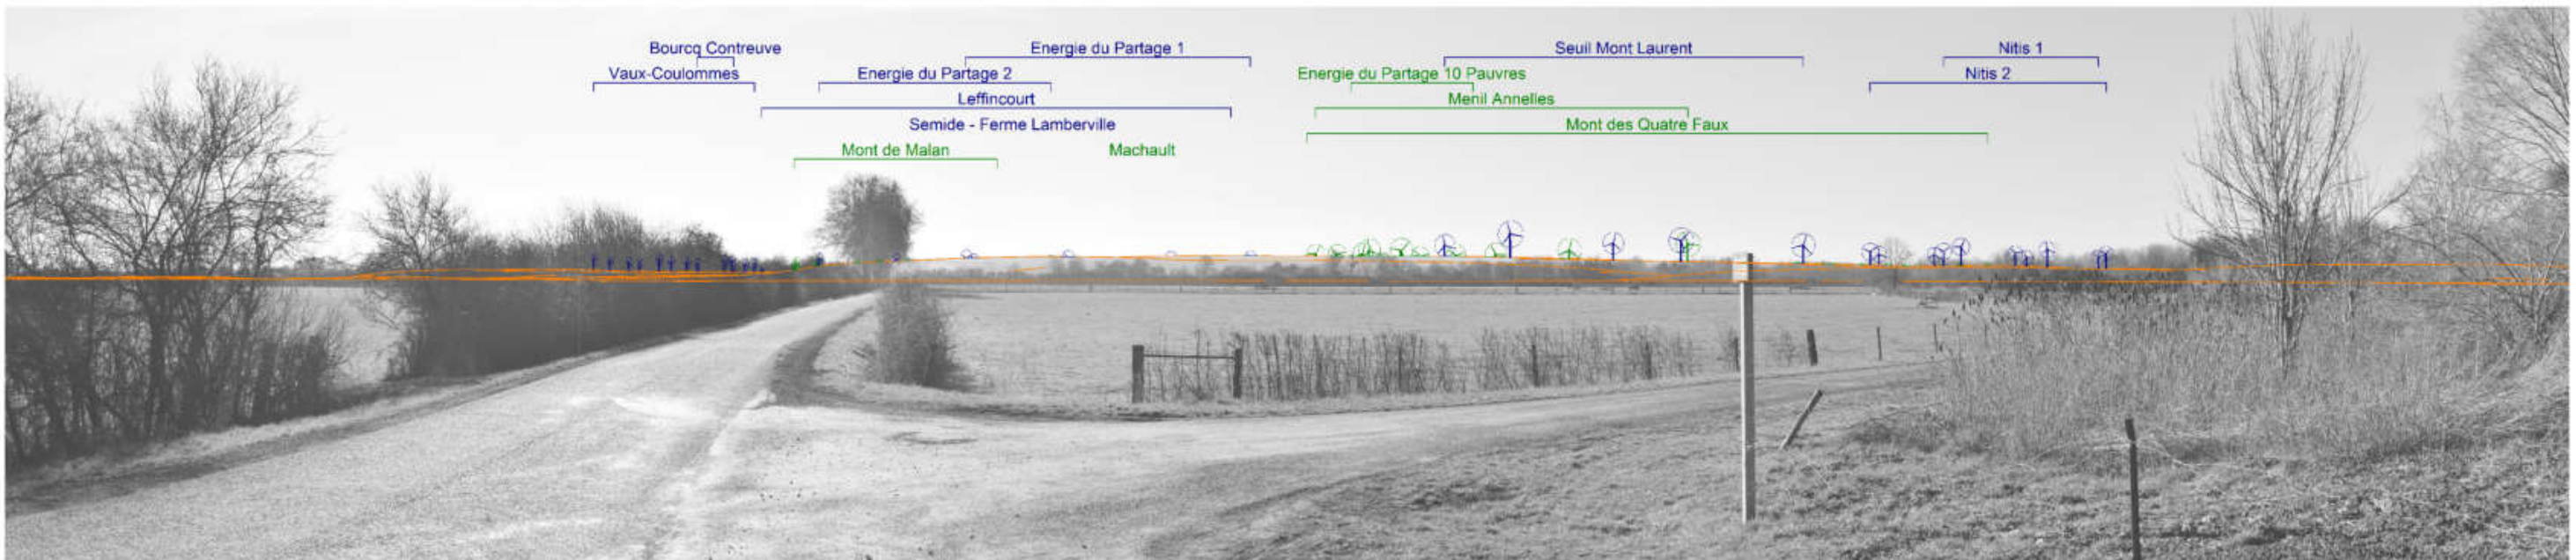 Bourcq Contreuve Energie du Partage 1 Seuil Mont Laurent Nitis 1
Vaux-Coulommes Energie du Partage 2 Energie du Partage 10 Pauvres Nitis 2
Leffincourt Menil Annelles
Semide - Ferme Lamberville Mont des Quatre Faux
Mont de Malan Machault